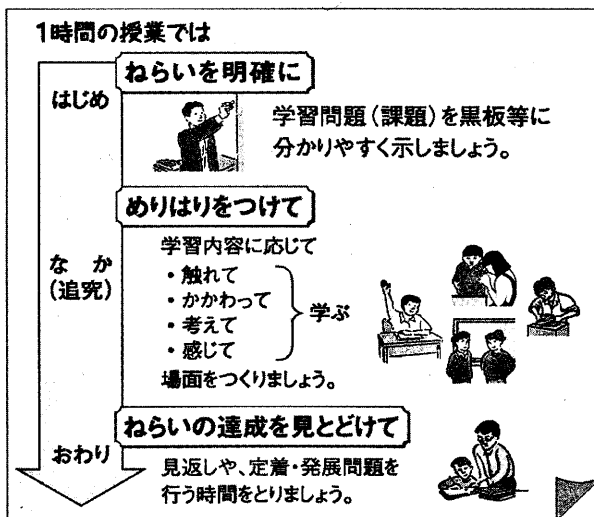 1時間の授業では
はじめ
ねらいを明確に
学習問題(課題)を黒板等に
分かりやすく示しましょう。
めりはりをつけて
なか
(追究)
学習内容に応じて
・触れて
・かかわって
・考えて
・感じて
学ぶ
場面をつくりましょう。
おわり
ねらいの達成を見とどけて
見返しや、定着・発展問題を
行う時間をとりましょう。